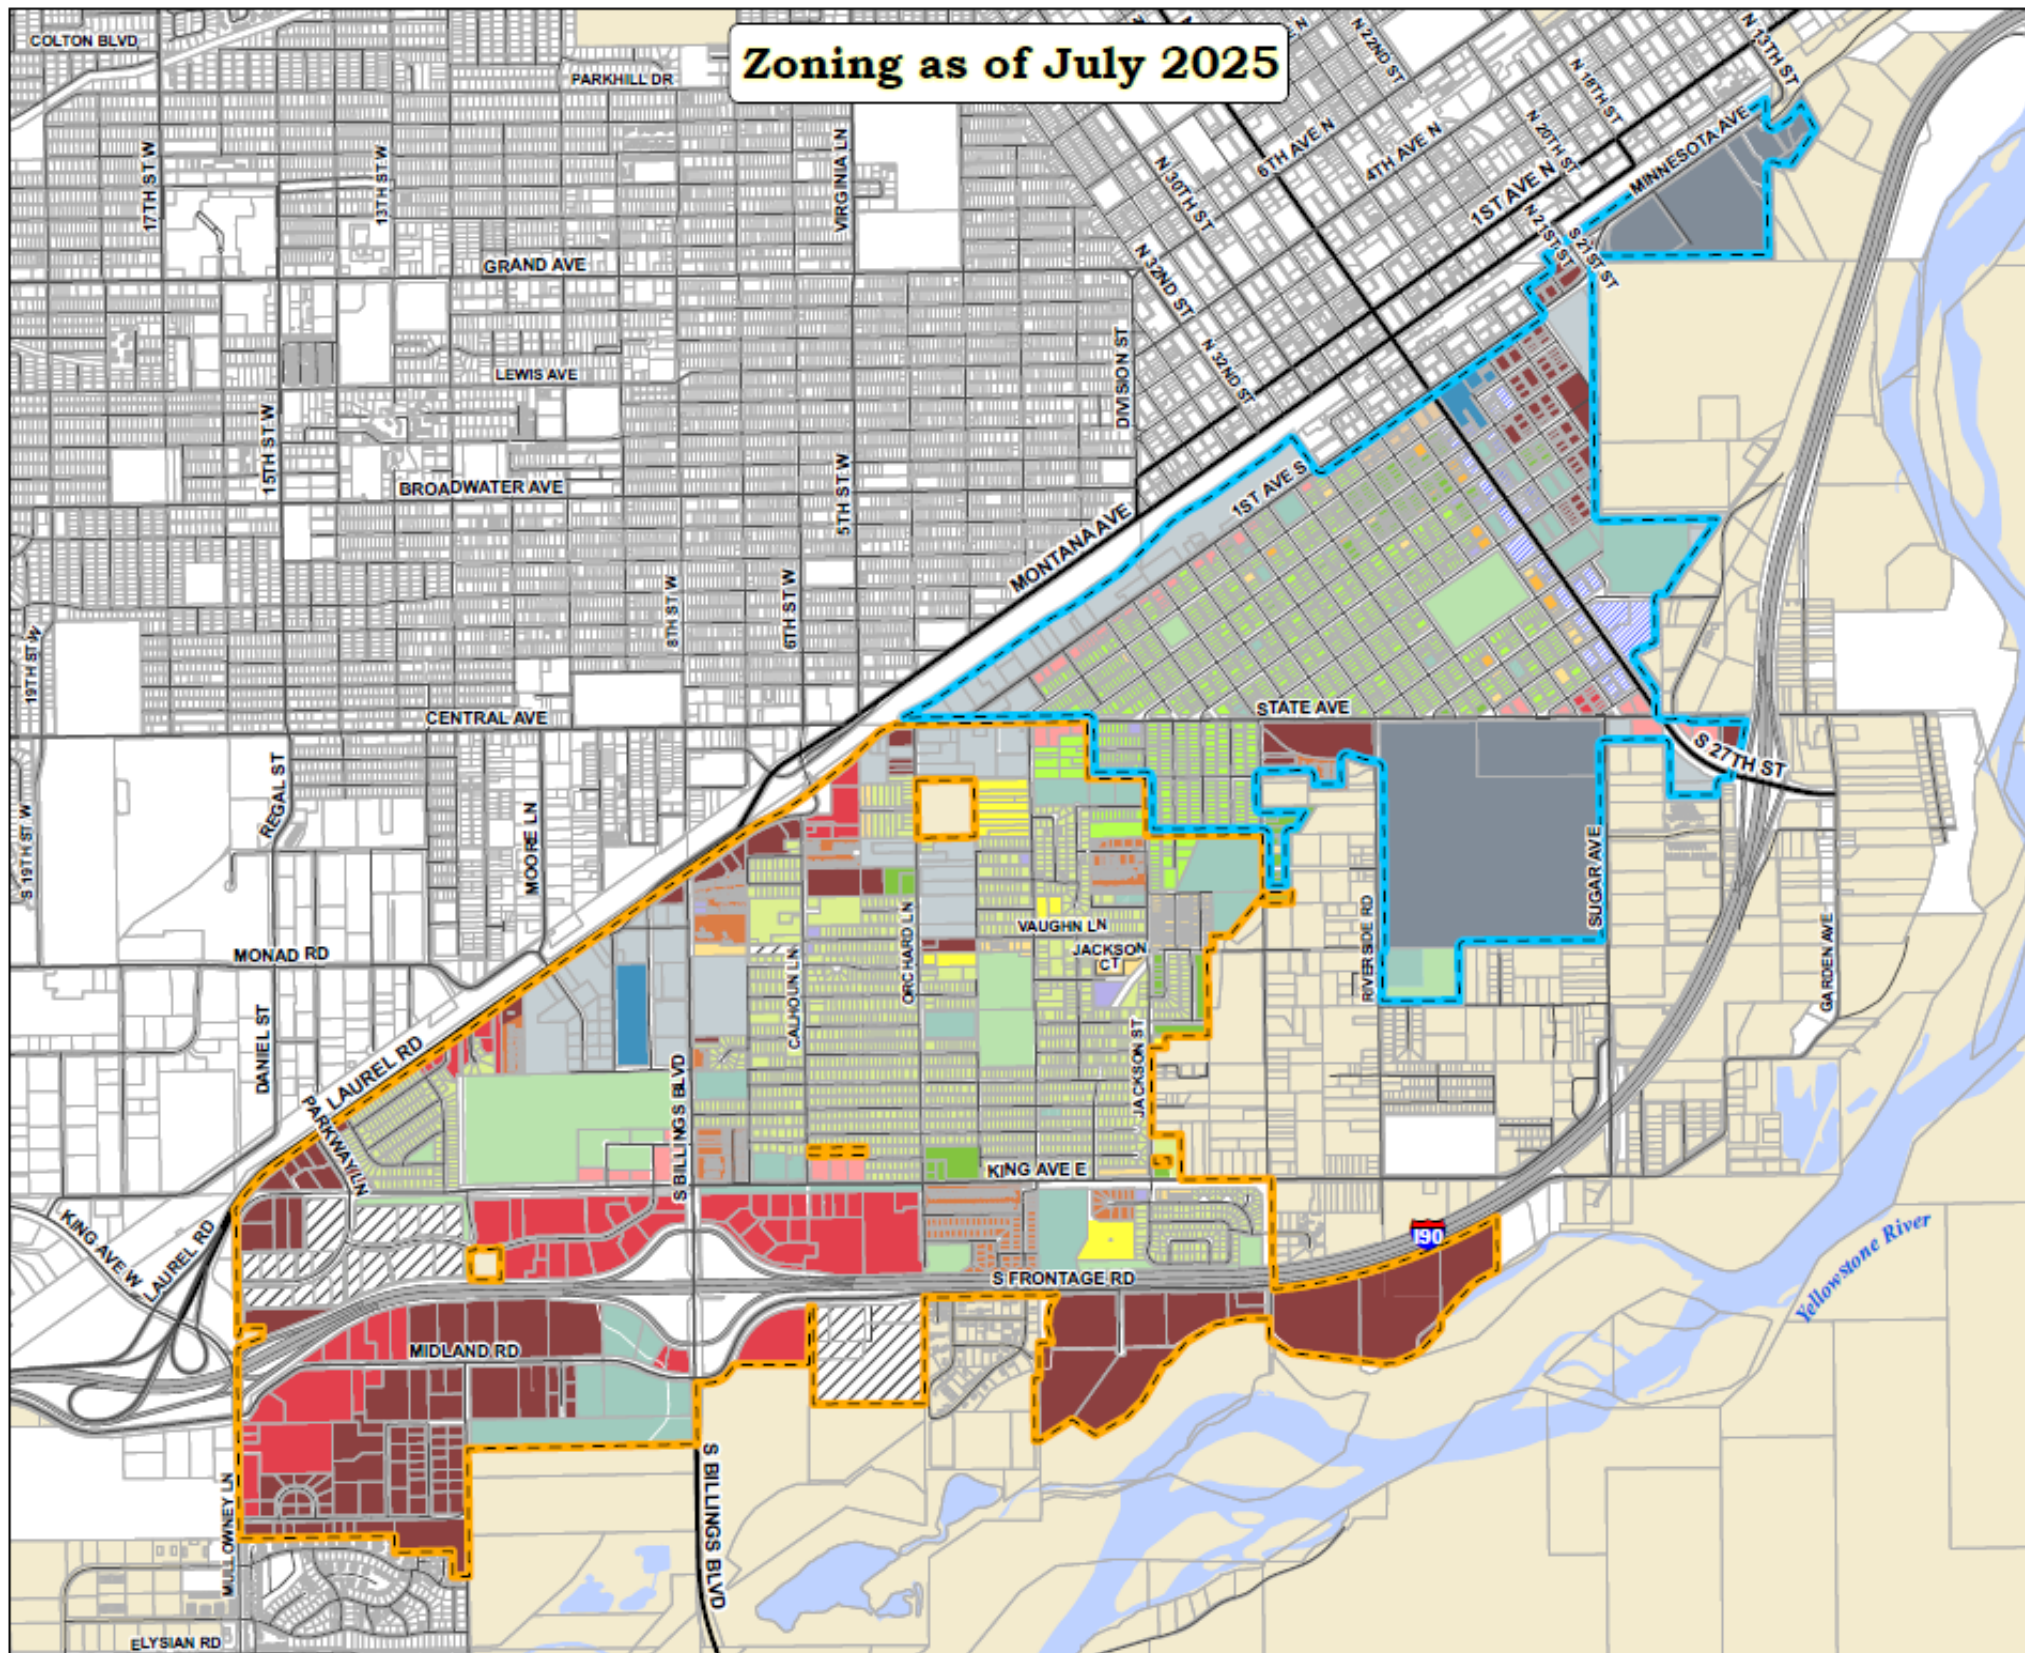 Zoning as of July 2025
COLTON BLVD
PARKHILL DR
N 22ND ST
N 13TH ST
N 18TH ST
N 20TH ST
6TH AVE N
4TH AVE N
1ST AVE N
MINNESOTA AVE
N 21ST ST
S 21ST ST
17TH ST W
13TH ST W
VIRGINIA LN
N 30TH ST
N 32ND ST
N 32ND ST
GRAND AVE
LEWIS AVE
DIVISION ST
15TH ST W
BROADWATER AVE
5TH ST W
1ST AVE S
MONTANA AVE
8TH ST W
6TH ST W
19TH ST W
CENTRAL AVE
STATE AVE
S 27TH ST
REGAL ST
MOORE LN
S 19TH ST W
SUGAR AVE
VAUGHN LN
JACKSON
CT
ORCHARD LN
CALHOUN LN
RIVERSIDE RD
GARDEN AVE
MONAD RD
DANIEL ST
LAUREL RD
PARKWAY LN
S BILLINGS BLVD
JACKSON ST
KING AVE E
KING AVE W
LAUREL RD
I90
S FRONTAGE RD
Yellowstone River
MIDLAND RD
MULLOWNEY LN
S BILLINGS BLVD
ELYSIAN RD